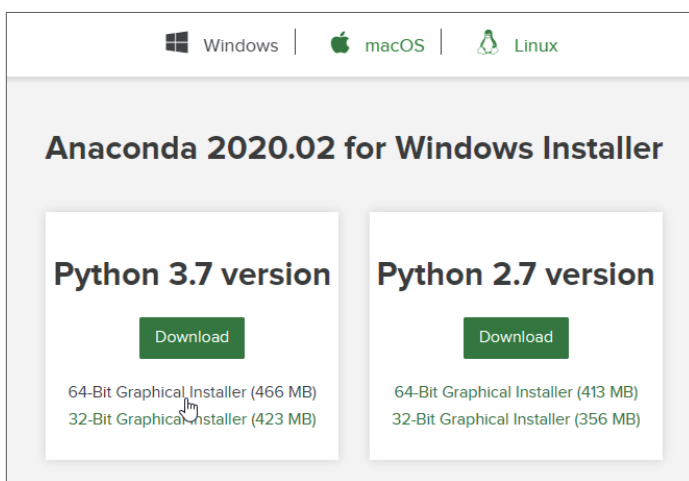 Windows macOS Linux
Anaconda 2020.02 for Windows Installer
Python 3.7 version
Download
64-Bit Graphical Installer (466 MB)
32-Bit Graphical Installer (423 MB)
Python 2.7 version
Download
64-Bit Graphical Installer (413 MB)
32-Bit Graphical Installer (356 MB)